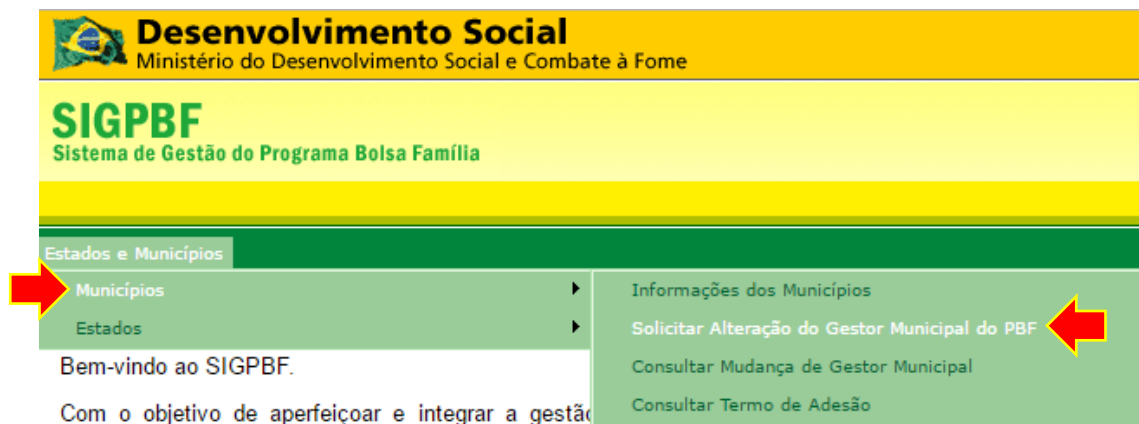 Desenvolvimento Social
Ministério do Desenvolvimento Social e Combate à Fome
SIGPBF
Sistema de Gestão do Programa Bolsa Família
Estados e Municípios
Municípios
Estados
Informações dos Municípios
Solicitar Alteração do Gestor Municipal do PBF
Consultar Mudança de Gestor Municipal
Consultar Termo de Adesão
Bem-vindo ao SIGPBF.
Com o objetivo de aperfeiçoar e integrar a gestão